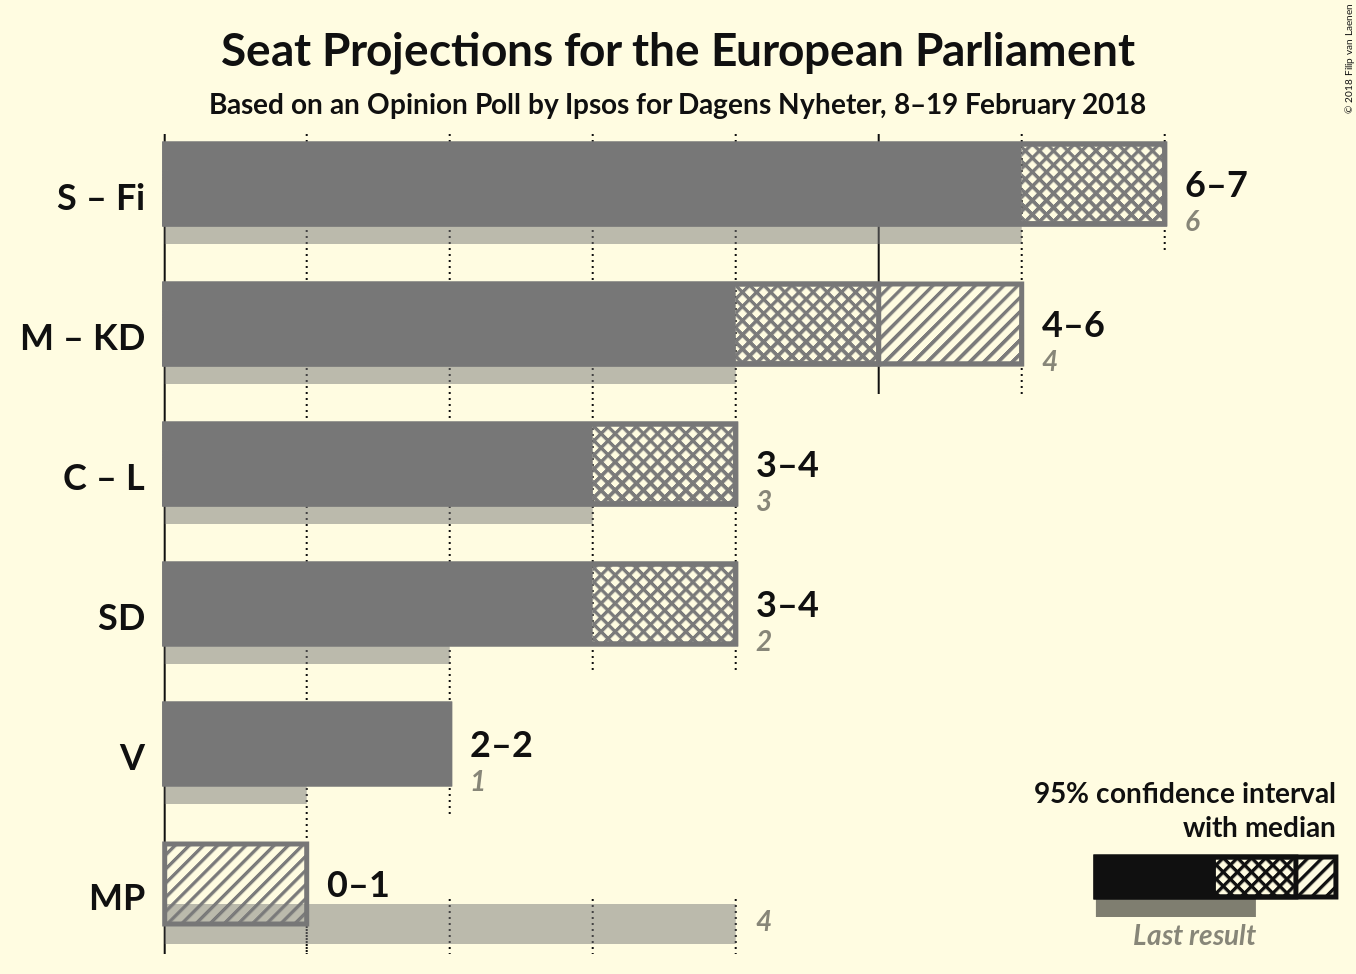 Seat Projections for the European Parliament
Based on an Opinion Poll by Ipsos for Dagens Nyheter, 8–19 February 2018
© 2018 Filip van Laenen
S – Fi
6–7
6
M – KD
4–6
4
C – L
3–4
3
SD
3–4
2
V
2–2
1
MP
0–1
4
95% confidence interval
with median
Last result